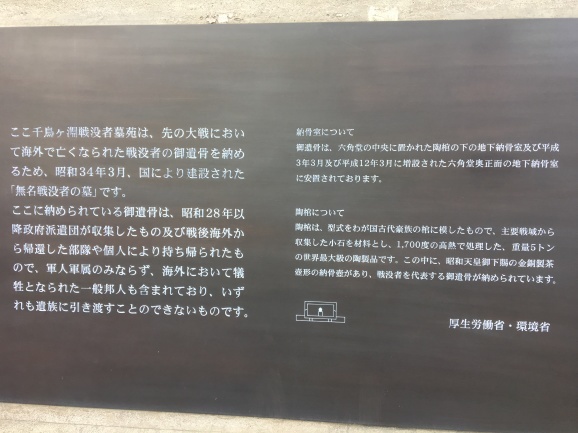 ここ千鳥ヶ淵戦没者墓苑は、先の大戦におい
て海外で亡くなられた戦没者の御遺骨を納め
るため、昭和34年3月、国により建設された
「無名戦没者の墓」です。
ここに納められている御遺骨は、昭和28年以
降政府派遣団が収集したもの及び戦後海外か
ら帰還した部隊や個人により持ち帰られたも
ので、軍人軍属のみならず、海外において犠
牲となられた一般邦人も含まれており、いず
れも遺族に引き渡すことのできないものです。
納骨室について
御遺骨は、六角堂の中央に置かれた陶棺の下の地下納骨室及び平
成3年3月及び平成12年3月に増設された六角堂奥正面の地下納骨室
に安置されております。
陶棺について
陶棺は、型式をわが国古代豪族の棺に模したもので、主要戦域から
収集した小石を材料とし、1,700度の高熱で処理した、重量5トン
の世界最大級の陶製品です。この中に、昭和天皇御下賜の金銅製茶
壺形の納骨壺があり、戦没者を代表する御遺骨が納められています。
厚生労働省・環境省